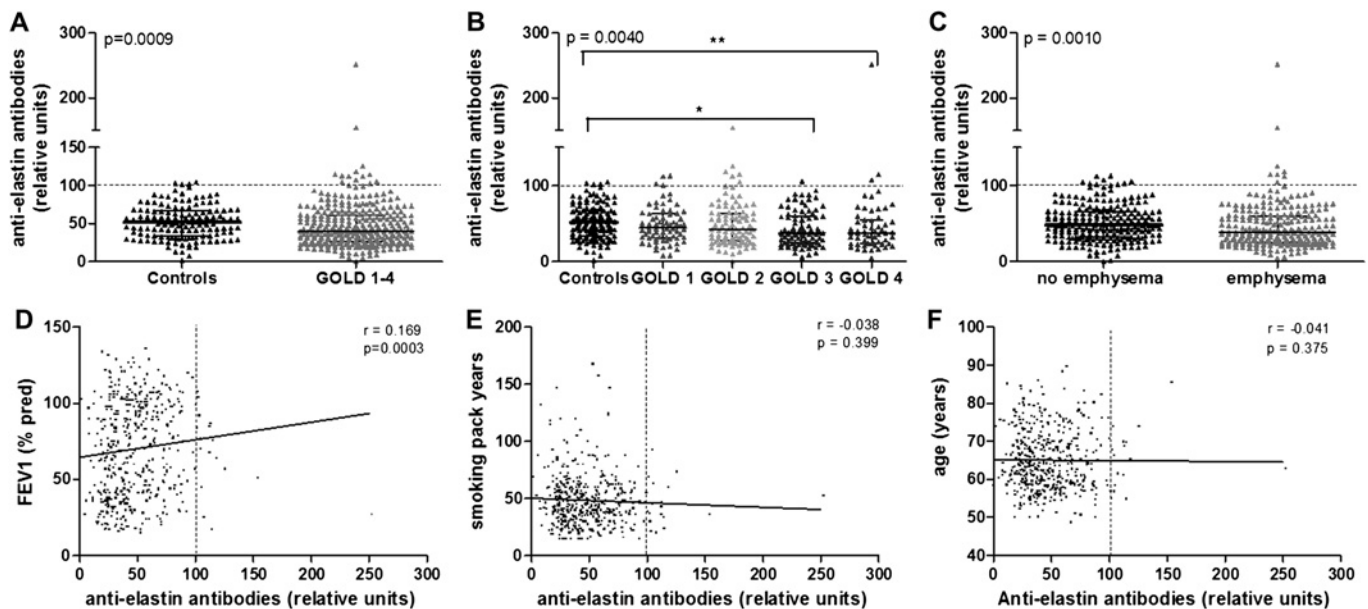 A
p=0.0009
anti-elastin antibodies
(relative units)
300
200
150
100
50
0
Controls
GOLD 1-4
B
p = 0.0040
**
*
anti-elastin antibodies
(relative units)
300
200
150
100
50
0
Controls GOLD 1 GOLD 2 GOLD 3 GOLD 4
C
p = 0.0010
anti-elastin antibodies
(relative units)
300
200
150
100
50
0
no emphysema
emphysema
D
r = 0.169
p=0.0003
FEV1 (% pred)
150
100
50
0
0 50 100 150 200 250 300
anti-elastin antibodies (relative units)
E
r = -0.038
p = 0.399
smoking pack years
200
150
100
50
0
0 50 100 150 200 250 300
anti-elastin antibodies (relative units)
F
r = -0.041
p = 0.375
age (years)
100
90
80
70
60
50
40
0 50 100 150 200 250 300
Anti-elastin antibodies (relative units)